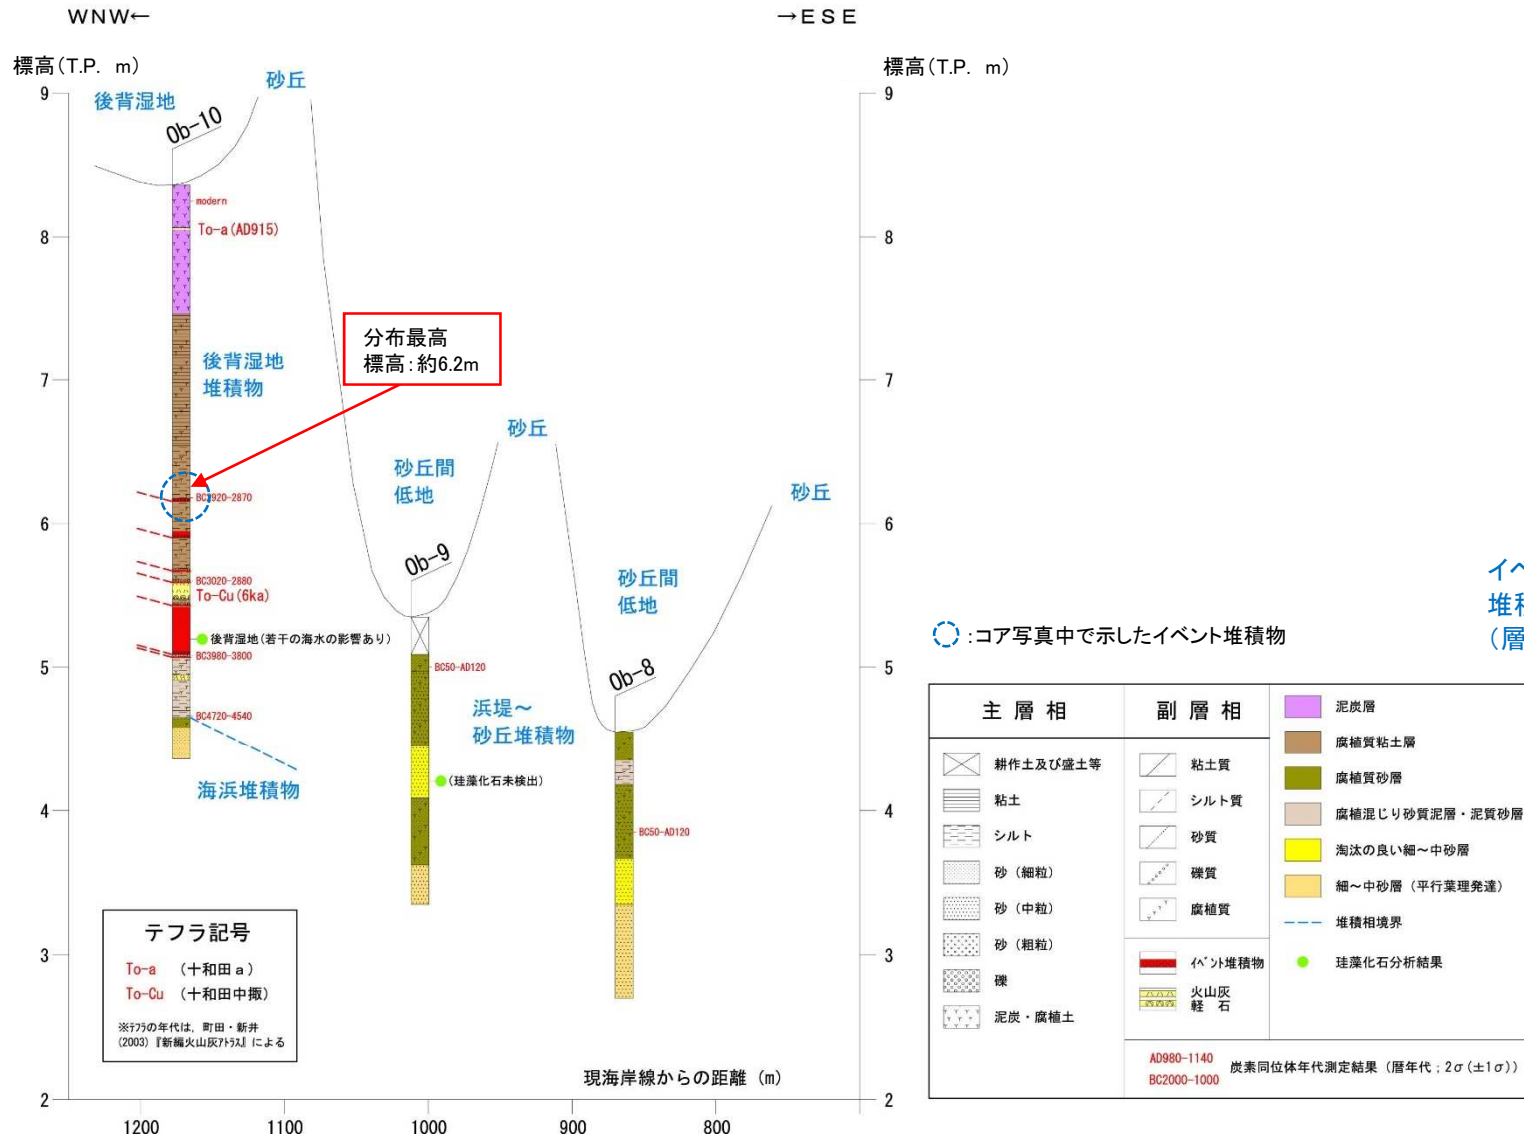 WNW←
→ESE
標高(T.P. m)
標高(T.P. m)
9
8
7
6
5
4
3
2
9
8
7
6
5
4
3
2
後背湿地
砂丘
Ob-10
modern
To-a(AD915)
分布最高
標高：約6.2m
後背湿地
堆積物
砂丘
砂丘間
低地
砂丘
Ob-9
砂丘間
低地
BC3020-2880
To-Cu(6ka)
後背湿地(若干の海水の影響あり)
BC3980-3800
BC4720-4540
海浜堆積物
BC50-AD120
浜堤～
砂丘堆積物
(珪藻化石未検出)
Ob-8
BC50-AD120
：コア写真中で示したイベント堆積物
テフラ記号
To-a （十和田a）
To-Cu （十和田中掫）
※テフラの年代は，町田・新井
(2003)『新編火山灰アトラス』による
現海岸線からの距離（m）
1200
1100
1000
900
800
主層相
耕作土及び盛土等
粘土
シルト
砂（細粒）
砂（中粒）
砂（粗粒）
礫
泥炭・腐植土
副層相
粘土質
シルト質
砂質
礫質
腐植質
イベント堆積物
火山灰
軽石
泥炭層
腐植質粘土層
腐植質砂層
腐植混じり砂質泥層・泥質砂層
淘汰の良い細～中砂層
細～中砂層（平行葉理発達）
堆積相境界
珪藻化石分析結果
AD980-1140
BC2000-1000
炭素同位体年代測定結果（暦年代；2σ(±1σ)）